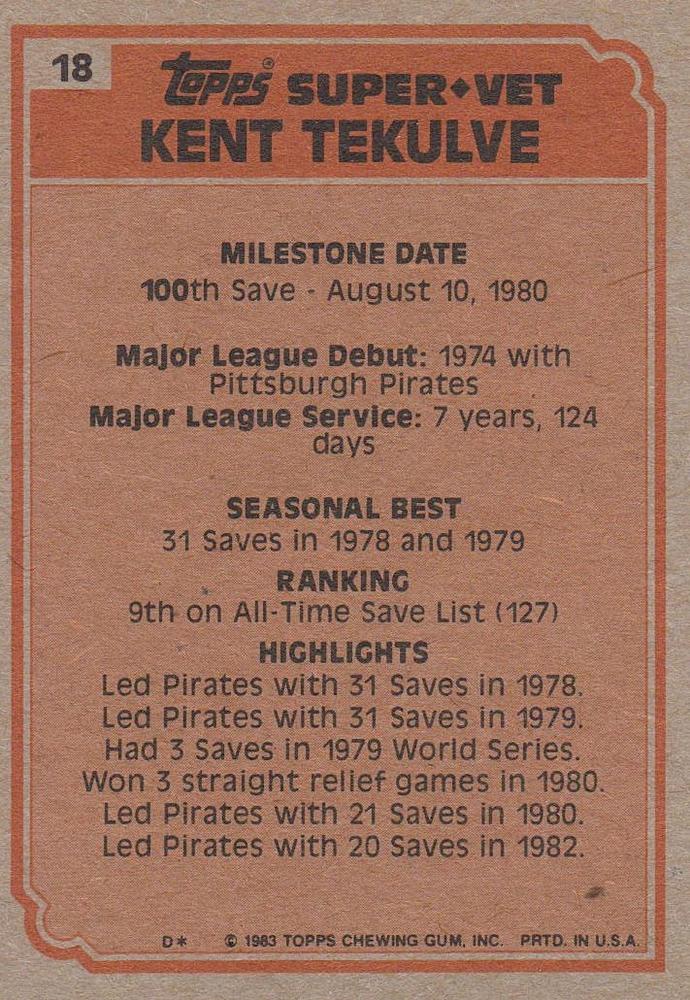 18
Topps® SUPER♦VET
KENT TEKULVE
MILESTONE DATE
100th Save - August 10, 1980
Major League Debut: 1974 with
Pittsburgh Pirates
Major League Service: 7 years, 124
days
SEASONAL BEST
31 Saves in 1978 and 1979
RANKING
9th on All-Time Save List (127)
HIGHLIGHTS
Led Pirates with 31 Saves in 1978.
Led Pirates with 31 Saves in 1979.
Had 3 Saves in 1979 World Series.
Won 3 straight relief games in 1980.
Led Pirates with 21 Saves in 1980.
Led Pirates with 20 Saves in 1982.
D* © 1983 TOPPS CHEWING GUM, INC. PRTD. IN U.S.A.